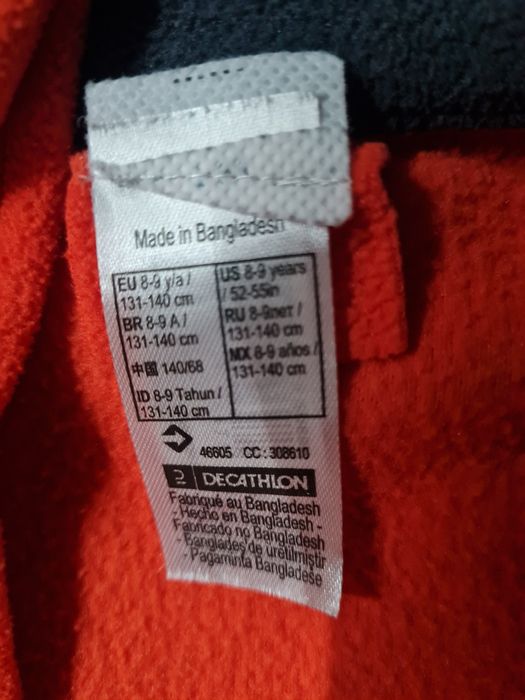 Made in Bangladesh
EU 8-9 y/a /
131-140 cm
BR 8-9 A /
131-140 cm
中国 140/68
ID 8-9 Tahun /
131-140 cm
US 8-9 years
/ 52-55in
RU 8-9лет /
131-140 cm
MX 8-9 años /
131-140 cm
46605 CC : 308610
DECATHLON
Fabriqué au Bangladesh
- Hecho en Bangladesh -
Fabricado no Bangladesh
- Banglades de üretilmiştir
- Pagaminta Bangladeše